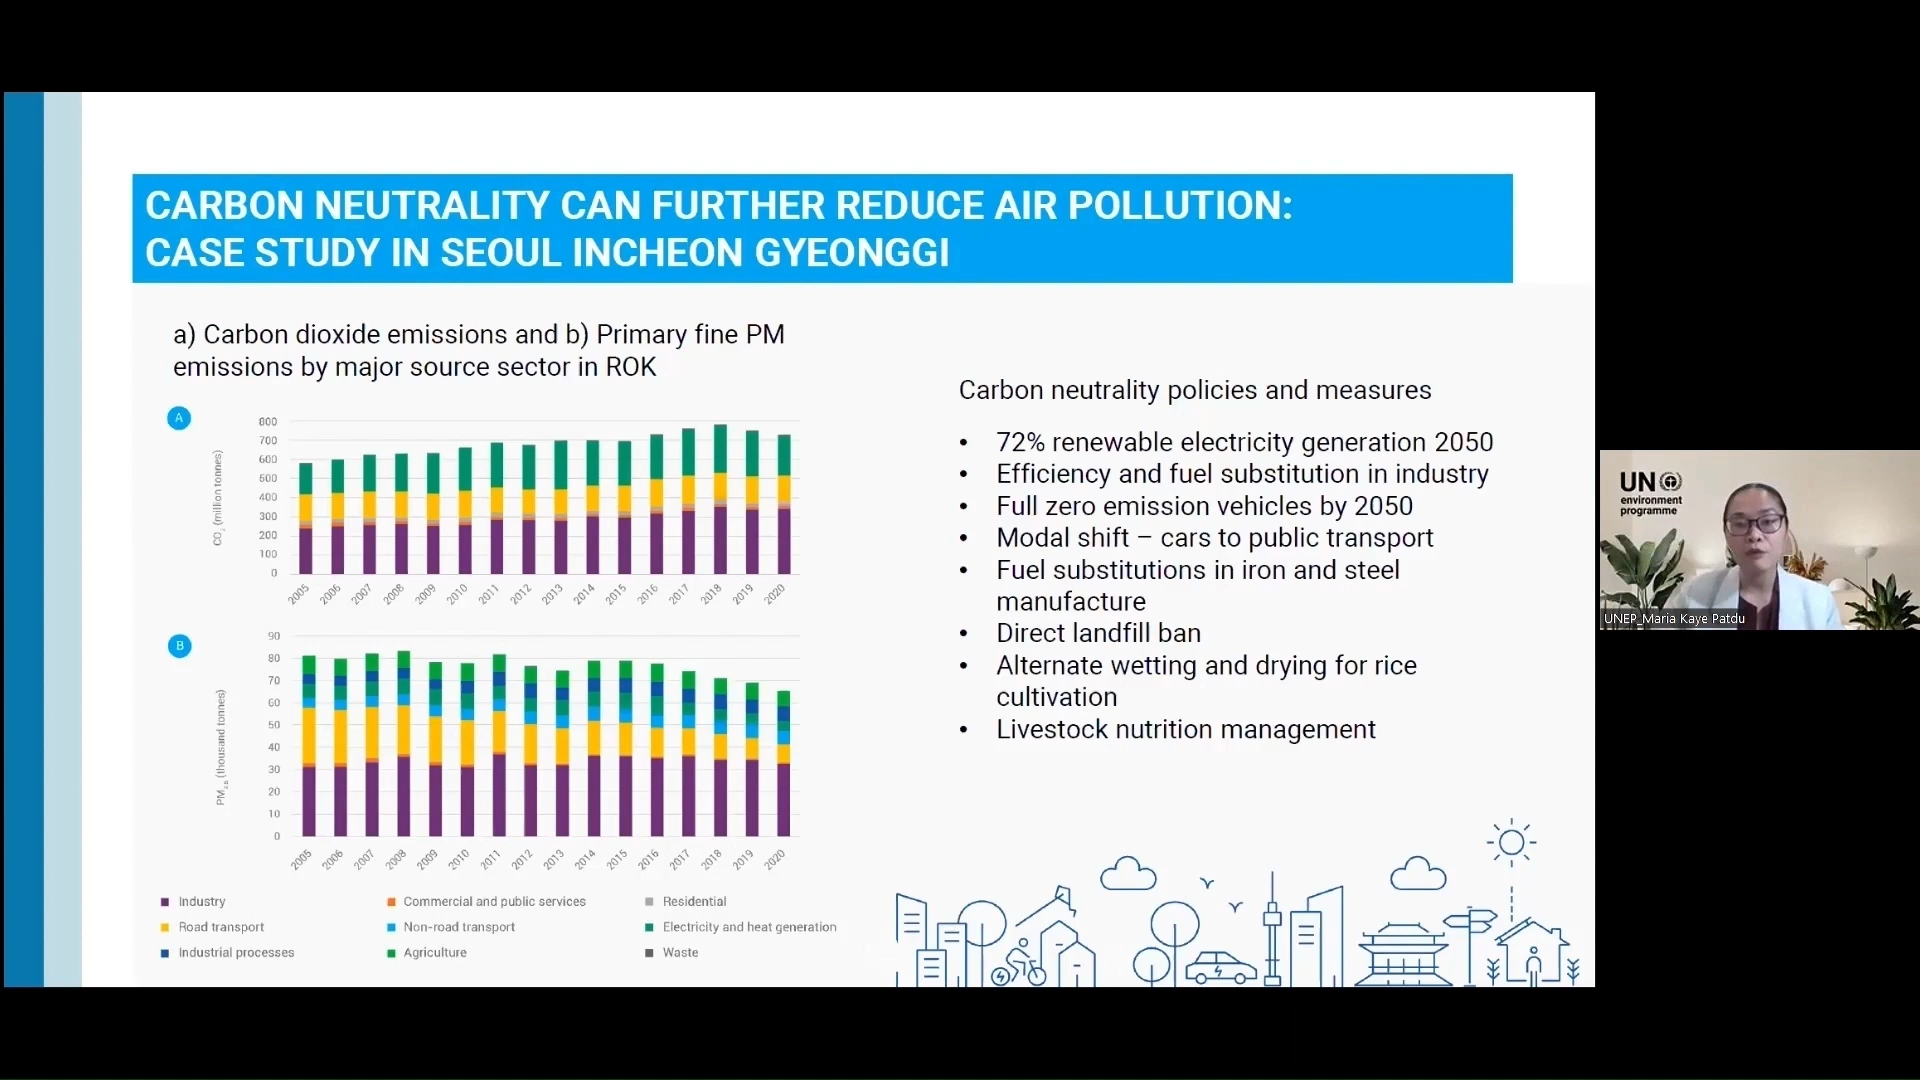 CARBON NEUTRALITY CAN FURTHER REDUCE AIR POLLUTION:
CASE STUDY IN SEOUL INCHEON GYEONGGI
a) Carbon dioxide emissions and b) Primary fine PM
emissions by major source sector in ROK
A
CO₂ (million tonnes)
800
700
600
500
400
300
200
100
0
2005 2006 2007 2008 2009 2010 2011 2012 2013 2014 2015 2016 2017 2018 2019 2020
B
PM₂.₅ (thousand tonnes)
90
80
70
60
50
40
30
20
10
0
2005 2006 2007 2008 2009 2010 2011 2012 2013 2014 2015 2016 2017 2018 2019 2020
Industry Commercial and public services Residential
Road transport Non-road transport Electricity and heat generation
Industrial processes Agriculture Waste
Carbon neutrality policies and measures
• 72% renewable electricity generation 2050
• Efficiency and fuel substitution in industry
• Full zero emission vehicles by 2050
• Modal shift – cars to public transport
• Fuel substitutions in iron and steel
manufacture
• Direct landfill ban
• Alternate wetting and drying for rice
cultivation
• Livestock nutrition management
UN
environment
programme
UNEP_Maria Kaye Patdu